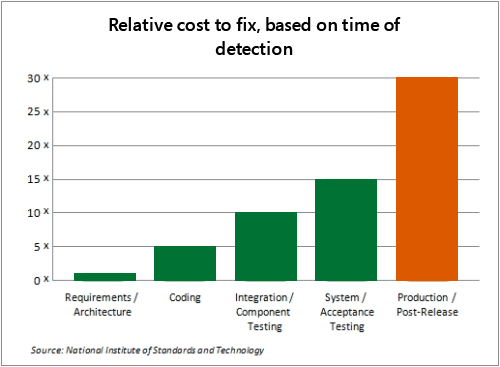 Relative cost to fix, based on time of
detection
30 x
25 x
20 x
15 x
10 x
5 x
0 x
Requirements /
Architecture
Coding
Integration /
Component
Testing
System /
Acceptance
Testing
Production /
Post-Release
Source: National Institute of Standards and Technology